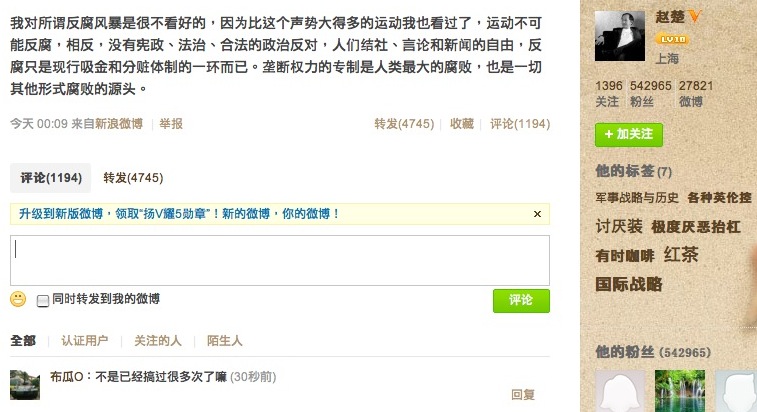 我对所谓反腐风暴是很不看好的，因为比这个声势大得多的运动我也看过了，运动不可
能反腐，相反，没有宪政、法治、合法的政治反对，人们结社、言论和新闻的自由，反
腐只是现行吸金和分赃体制的一环而已。垄断权力的专制是人类最大的腐败，也是一切
其他形式腐败的源头。
今天 00:09 来自新浪微博 举报 转发(4745) 收藏 评论(1194)
评论(1194) 转发(4745)
升级到新版微博，领取“扬V耀5勋章”！新的微博，你的微博！ ×
同时转发到我的微博 评论
全部 认证用户 关注的人 陌生人
布瓜O：不是已经搞过很多次了嘛 (30秒前)
回复
赵楚 V
LV10
上海
1396 542965 27821
关注 粉丝 微博
+ 加关注
他的标签 (7)
军事战略与历史 各种英伦控
讨厌装 极度厌恶抬杠
有时咖啡 红茶
国际战略
他的粉丝 (542965)